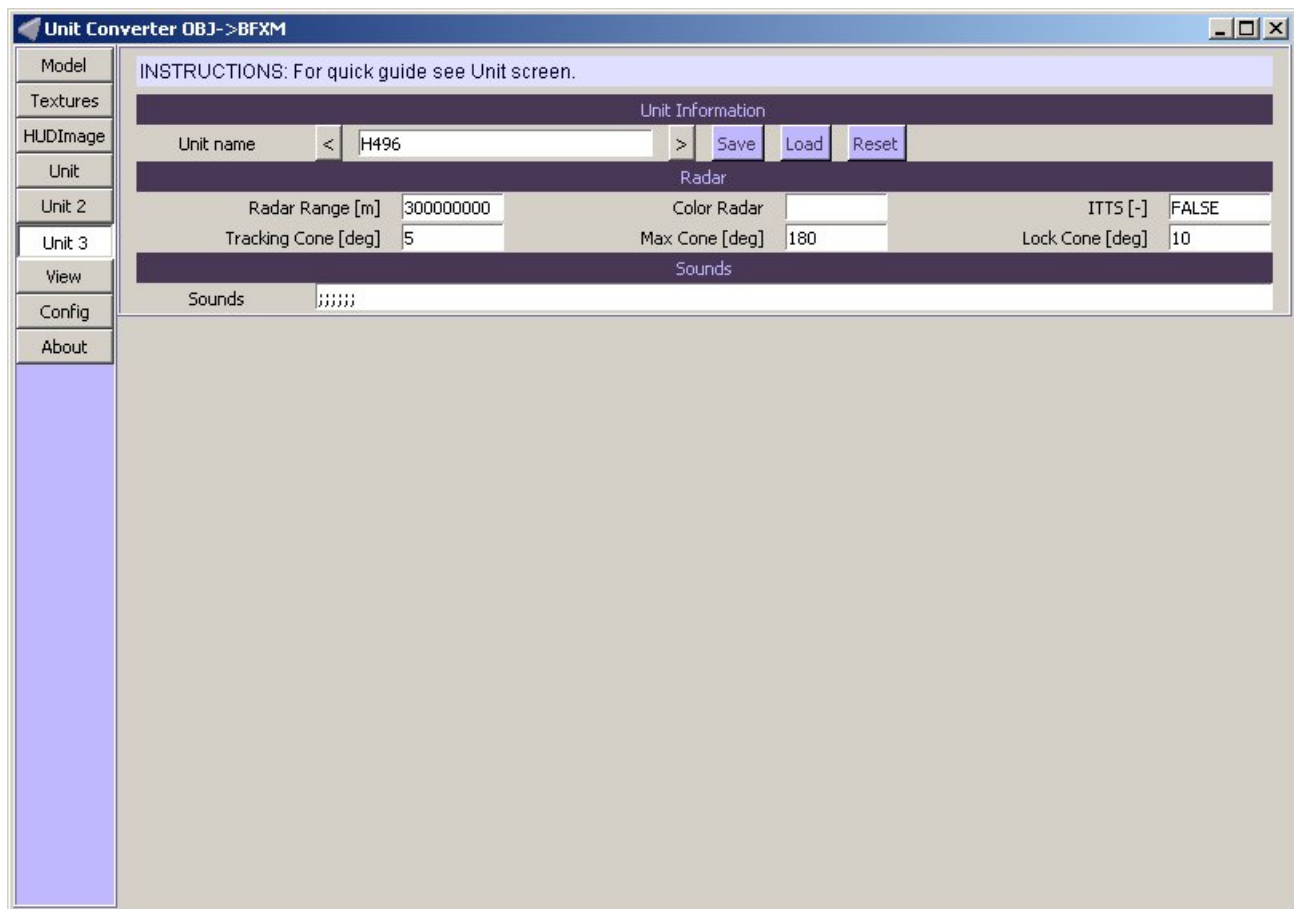 Unit Converter OBJ->BFXM
Model
Textures
HUDImage
Unit
Unit 2
Unit 3
View
Config
About
INSTRUCTIONS: For quick guide see Unit screen.
Unit Information
Unit name < H496 > Save Load Reset
Radar
Radar Range [m] 300000000 Color Radar ITTS [-] FALSE
Tracking Cone [deg] 5 Max Cone [deg] 180 Lock Cone [deg] 10
Sounds
Sounds ;;;;;;